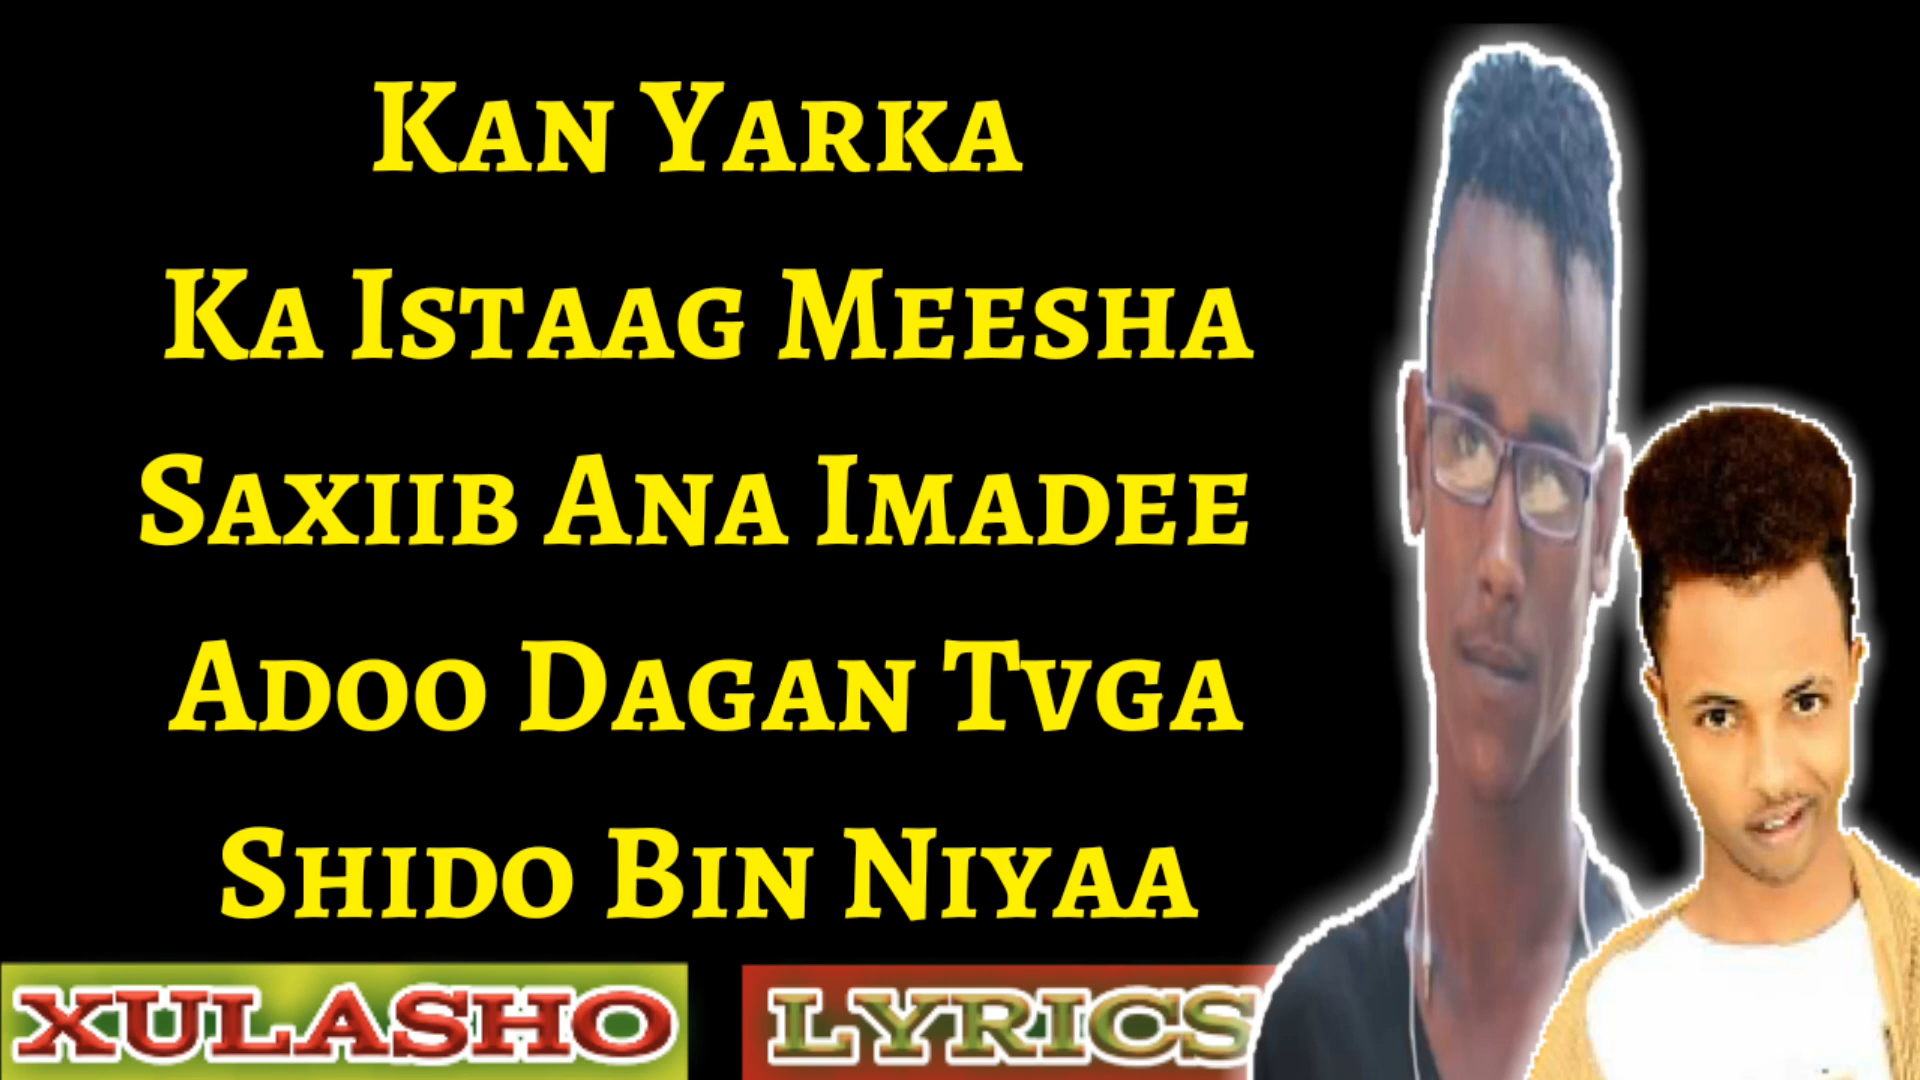 Kan Yarka
Ka Istaag Meesha
Saxiib Ana Imadee
Adoo Dagan Tvga
Shido Bin Niyaa
XULASHO LYRICS